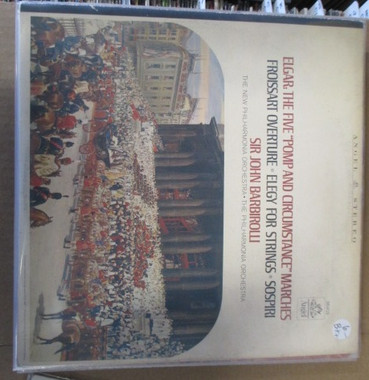 ELGAR: THE FIVE "POMP AND CIRCUMSTANCE" MARCHES
FROISSART OVERTURE • ELEGY FOR STRINGS • SOSPIRI
SIR JOHN BARBIROLLI
THE NEW PHILHARMONIA ORCHESTRA • THE PHILHARMONIA ORCHESTRA
ANGEL STEREO